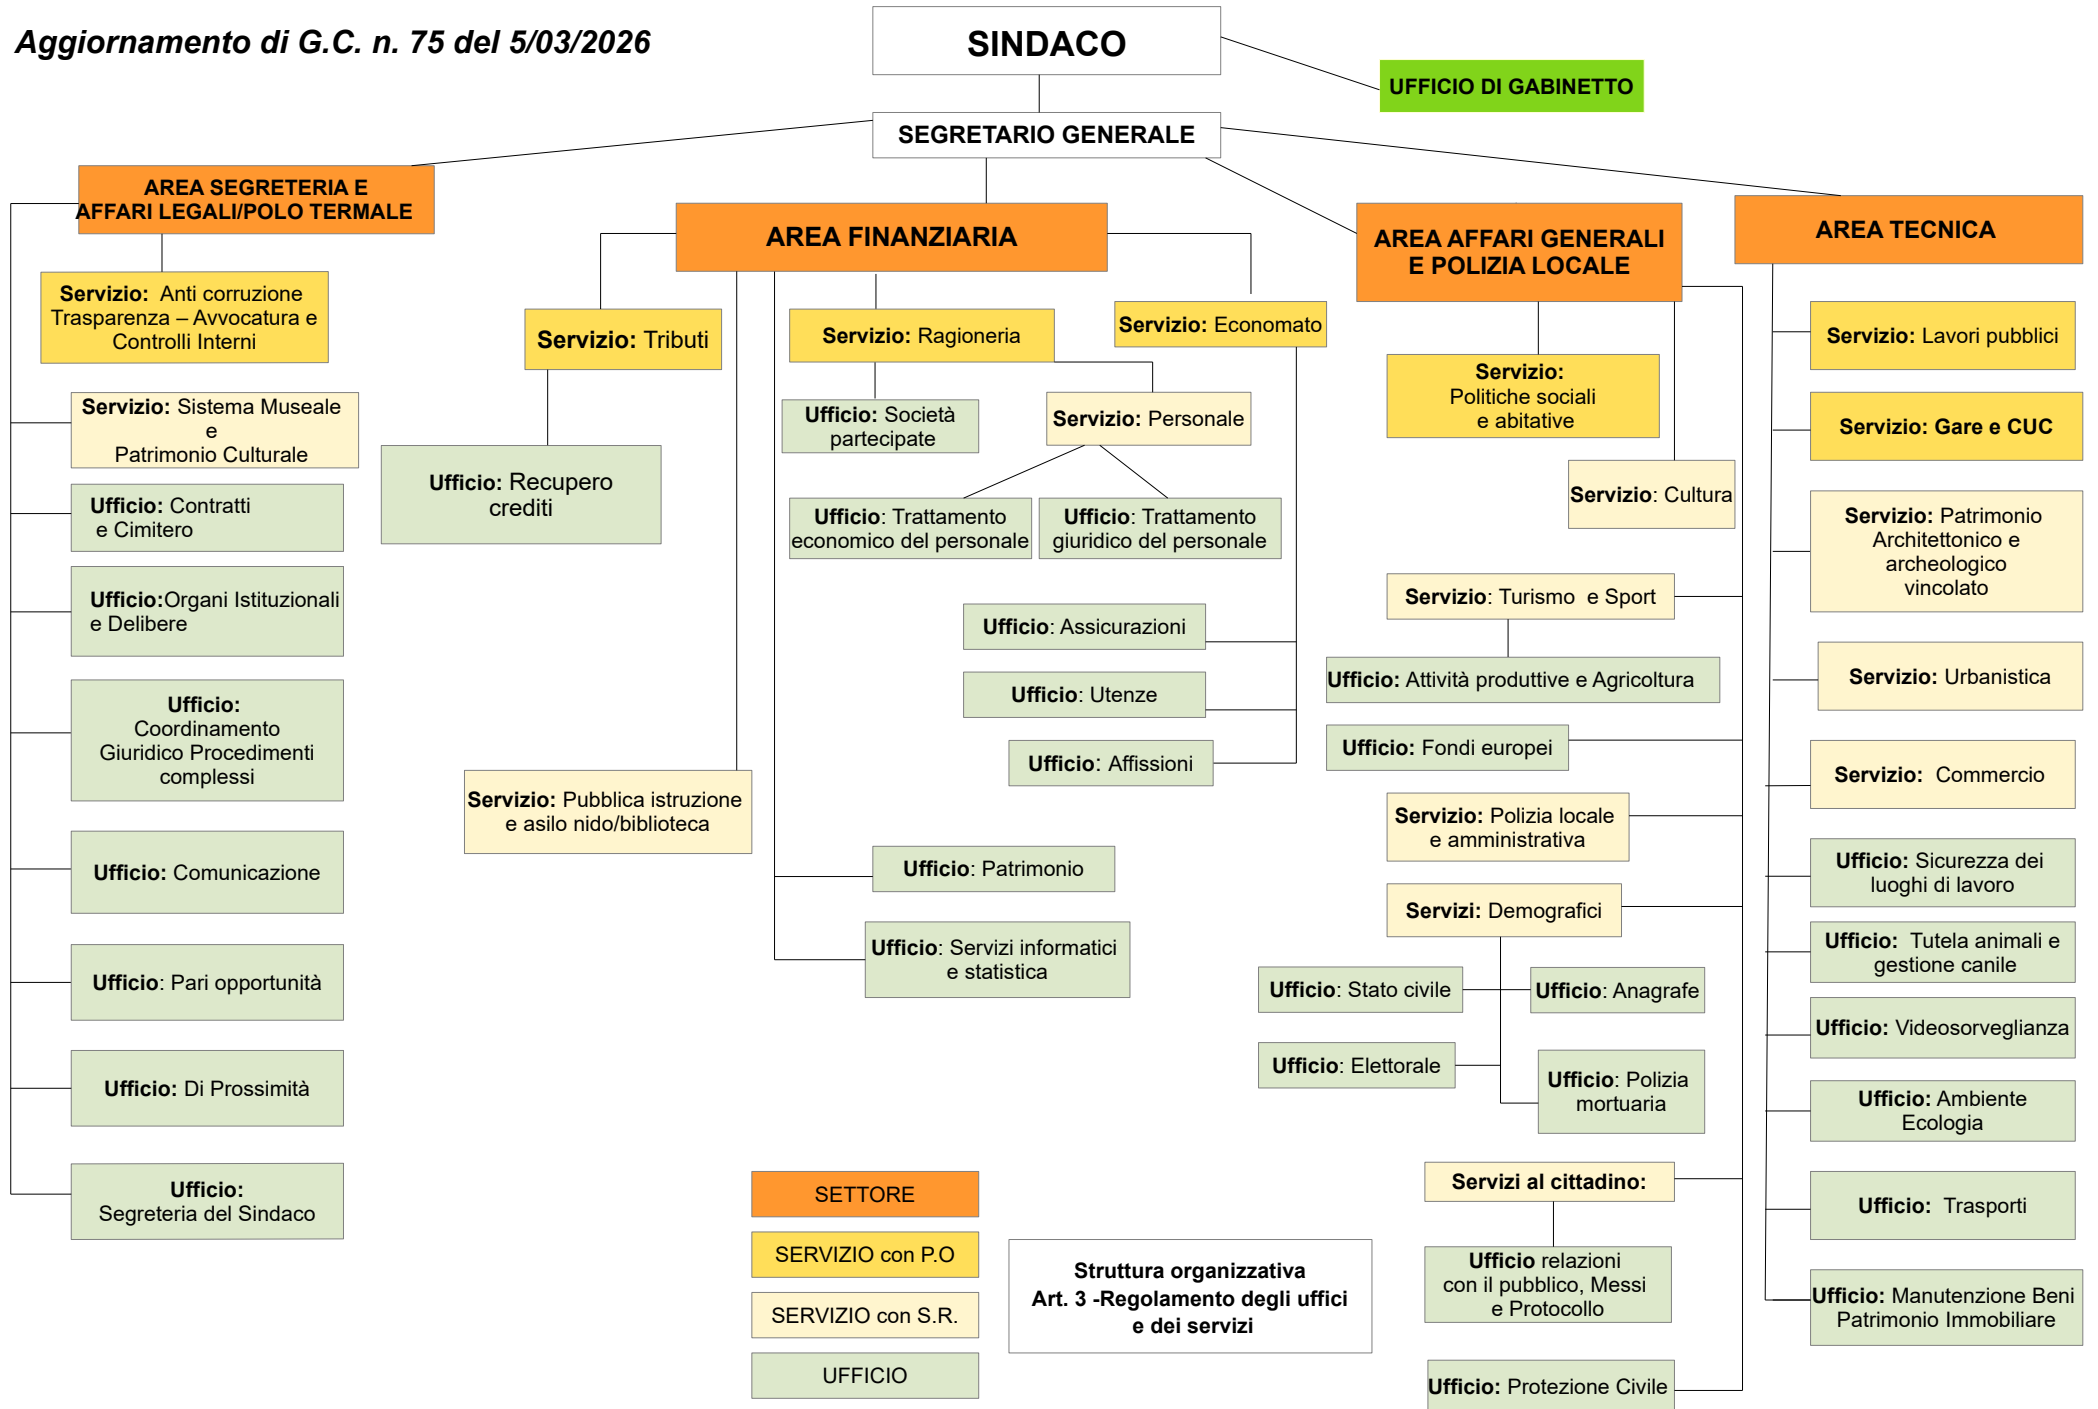 Aggiornamento di G.C. n. 75 del 5/03/2026
SINDACO
UFFICIO DI GABINETTO
SEGRETARIO GENERALE
AREA SEGRETERIA E
AFFARI LEGALI/POLO TERMALE
Servizio: Anti corruzione
Trasparenza – Avvocatura e
Controlli Interni
Servizio: Sistema Museale
e
Patrimonio Culturale
Ufficio: Contratti
e Cimitero
Ufficio:Organi Istituzionali
e Delibere
Ufficio:
Coordinamento
Giuridico Procedimenti
complessi
Ufficio: Comunicazione
Ufficio: Pari opportunità
Ufficio: Di Prossimità
Ufficio:
Segreteria del Sindaco
AREA FINANZIARIA
Servizio: Tributi
Ufficio: Recupero
crediti
Servizio: Ragioneria
Ufficio: Società
partecipate
Servizio: Personale
Ufficio: Trattamento
economico del personale
Ufficio: Trattamento
giuridico del personale
Servizio: Economato
Ufficio: Assicurazioni
Ufficio: Utenze
Ufficio: Affissioni
Servizio: Pubblica istruzione
e asilo nido/biblioteca
Ufficio: Patrimonio
Ufficio: Servizi informatici
e statistica
AREA AFFARI GENERALI
E POLIZIA LOCALE
Servizio:
Politiche sociali
e abitative
Servizio: Cultura
Servizio: Turismo e Sport
Ufficio: Attività produttive e Agricoltura
Ufficio: Fondi europei
Servizio: Polizia locale
e amministrativa
Servizi: Demografici
Ufficio: Stato civile
Ufficio: Anagrafe
Ufficio: Elettorale
Ufficio: Polizia
mortuaria
Servizi al cittadino:
Ufficio relazioni
con il pubblico, Messi
e Protocollo
Ufficio: Protezione Civile
AREA TECNICA
Servizio: Lavori pubblici
Servizio: Gare e CUC
Servizio: Patrimonio
Architettonico e
archeologico
vincolato
Servizio: Urbanistica
Servizio: Commercio
Ufficio: Sicurezza dei
luoghi di lavoro
Ufficio: Tutela animali e
gestione canile
Ufficio: Videosorveglianza
Ufficio: Ambiente
Ecologia
Ufficio: Trasporti
Ufficio: Manutenzione Beni
Patrimonio Immobiliare
SETTORE
SERVIZIO con P.O
SERVIZIO con S.R.
UFFICIO
Struttura organizzativa
Art. 3 -Regolamento degli uffici
e dei servizi